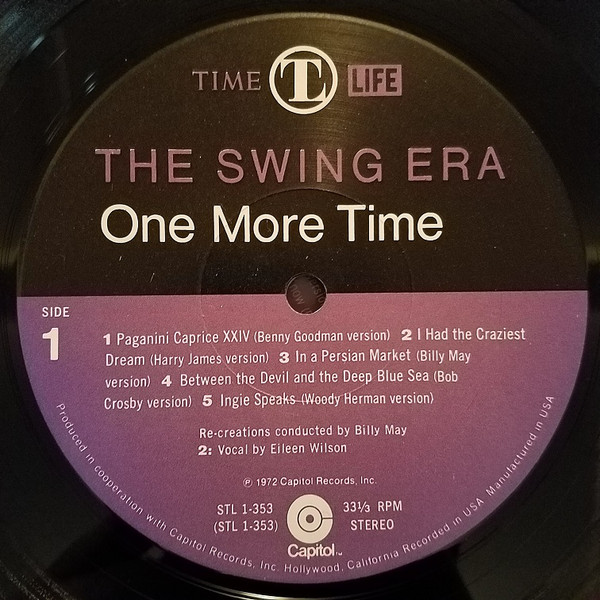 TIME TL LIFE
THE SWING ERA
One More Time
SIDE
1
1 Paganini Caprice XXIV (Benny Goodman version) 2 I Had the Craziest
Dream (Harry James version) 3 In a Persian Market (Billy May
version) 4 Between the Devil and the Deep Blue Sea (Bob
Crosby version) 5 Ingie Speaks (Woody Herman version)
Re-creations conducted by Billy May
2: Vocal by Eileen Wilson
℗ 1972 Capitol Records, Inc.
STL 1-353 33⅓ RPM
(STL 1-353) STEREO
Capitol™
Produced in cooperation with Capitol Records, Inc. Hollywood, California Recorded in USA Manufactured in USA